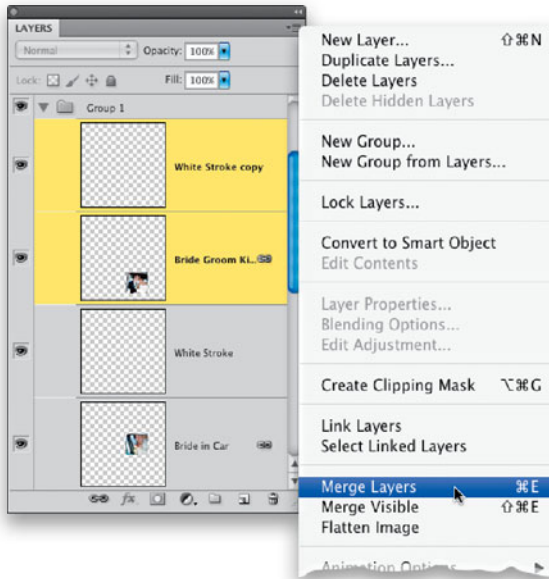 LAYERS
Normal Opacity: 100%
Lock: Fill: 100%
Group 1
White Stroke copy
Bride Groom Ki...
White Stroke
Bride in Car
fx.
New Layer... ⇧⌘N
Duplicate Layers...
Delete Layers
Delete Hidden Layers
New Group...
New Group from Layers...
Lock Layers...
Convert to Smart Object
Edit Contents
Layer Properties...
Blending Options...
Edit Adjustment...
Create Clipping Mask ⌥⌘G
Link Layers
Select Linked Layers
Merge Layers ⌘E
Merge Visible ⇧⌘E
Flatten Image
Animation Options